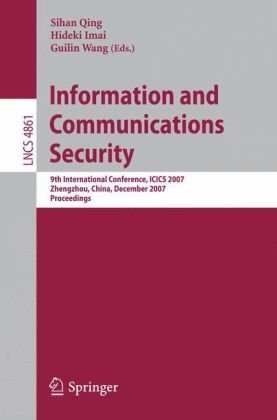 Sihan Qing
Hideki Imai
Guilin Wang (Eds.)
LNCS 4861
Information and
Communications
Security
9th International Conference, ICICS 2007
Zhengzhou, China, December 2007
Proceedings
Springer